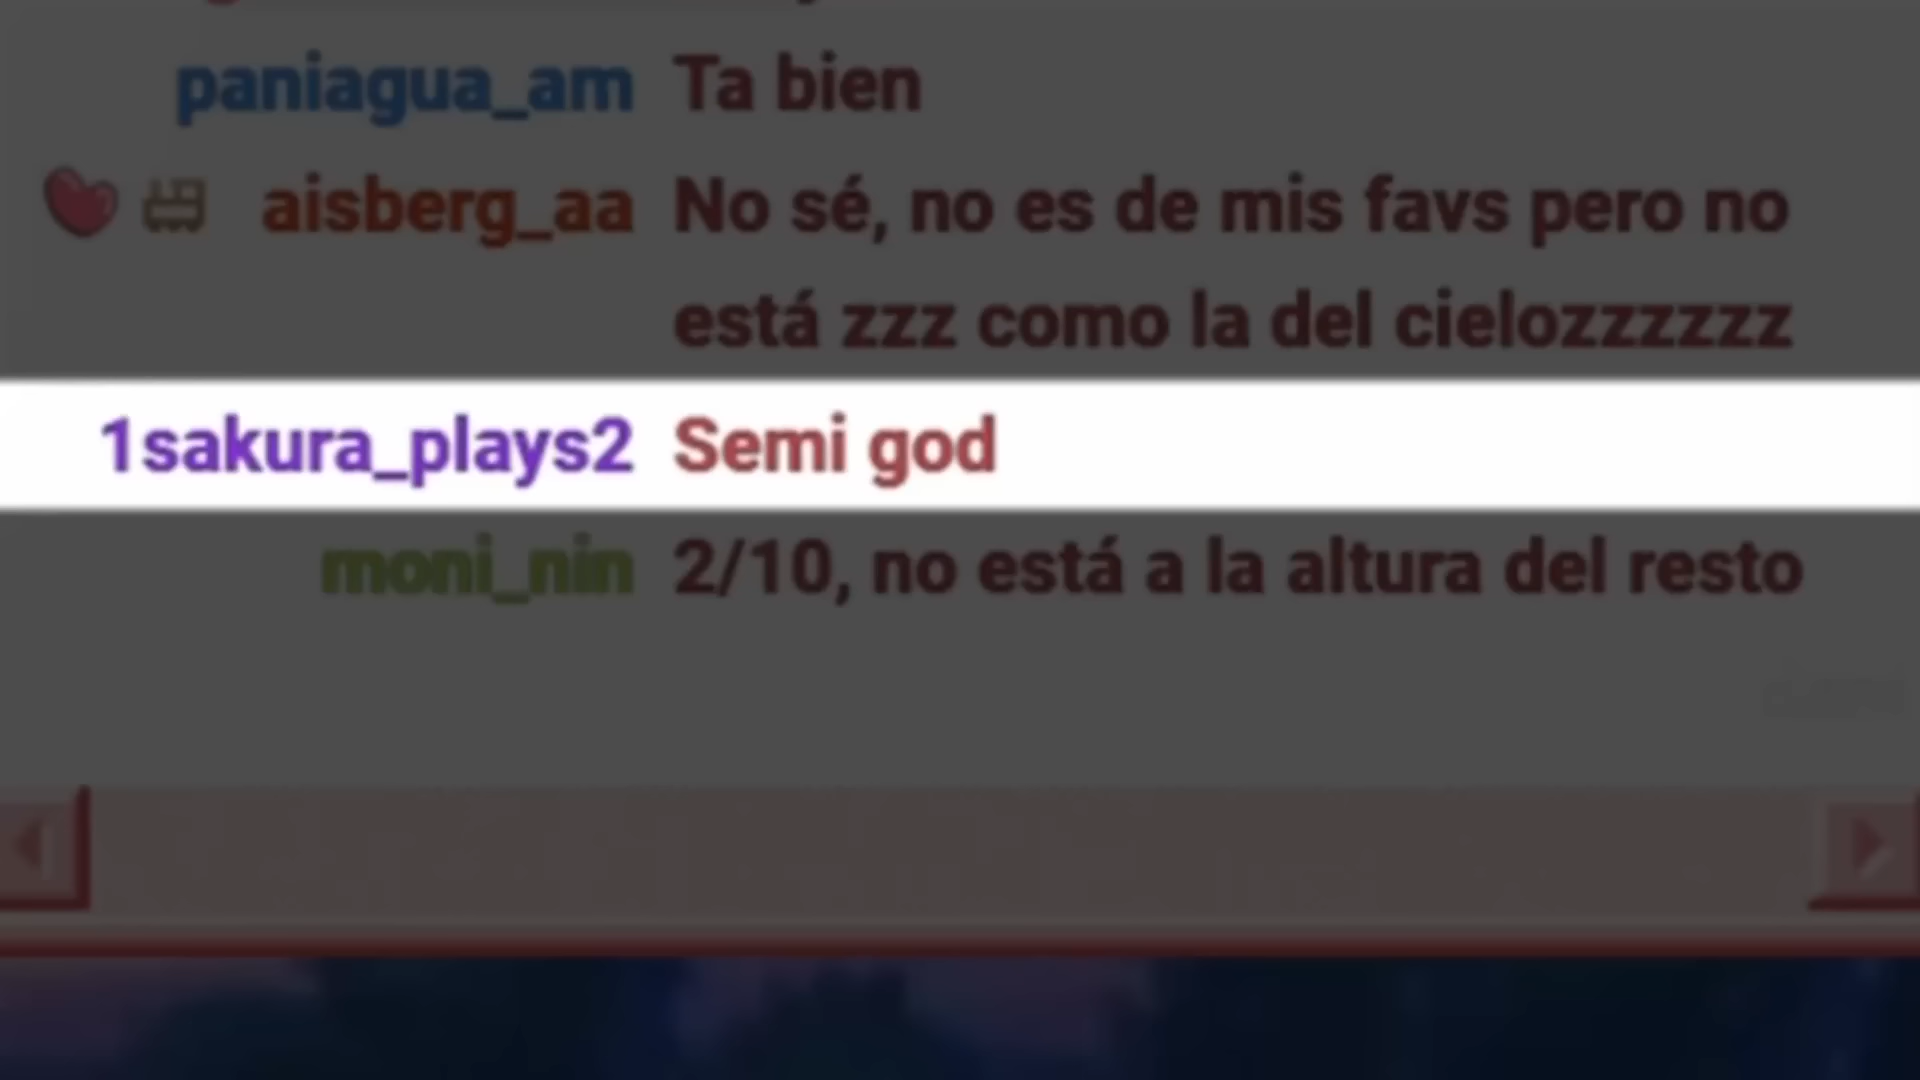 paniagua_am Ta bien
aisberg_aa No sé, no es de mis favs pero no
está zzz como la del cielozzzzzz
1sakura_plays2 Semi god
moni_nin 2/10, no está a la altura del resto